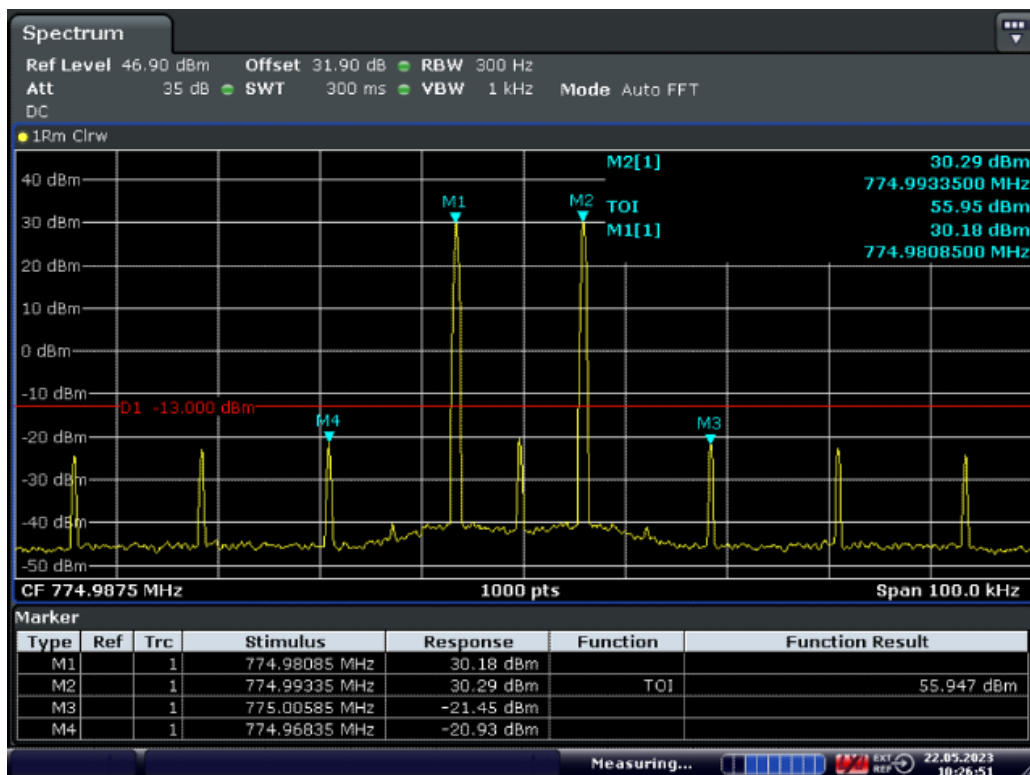 Spectrum
Ref Level 46.90 dBm Offset 31.90 dB RBW 300 Hz
Att 35 dB SWT 300 ms VBW 1 kHz Mode Auto FFT
DC
1Rm Clrw
M2[1] 30.29 dBm
774.9933500 MHz
TOI 55.95 dBm
M1[1] 30.18 dBm
774.9808500 MHz
40 dBm
M1
M2
30 dBm
20 dBm
10 dBm
0 dBm
-10 dBm
D1 -13.000 dBm
M4
M3
-20 dBm
-30 dBm
-40 dBm
-50 dBm
CF 774.9875 MHz 1000 pts Span 100.0 kHz
Marker
Type Ref Trc Stimulus Response Function Function Result
M1 1 774.98085 MHz 30.18 dBm
M2 1 774.99335 MHz 30.29 dBm TOI 55.947 dBm
M3 1 775.00585 MHz -21.45 dBm
M4 1 774.96835 MHz -20.93 dBm
Measuring... EXT REF 22.05.2023
10:26:51